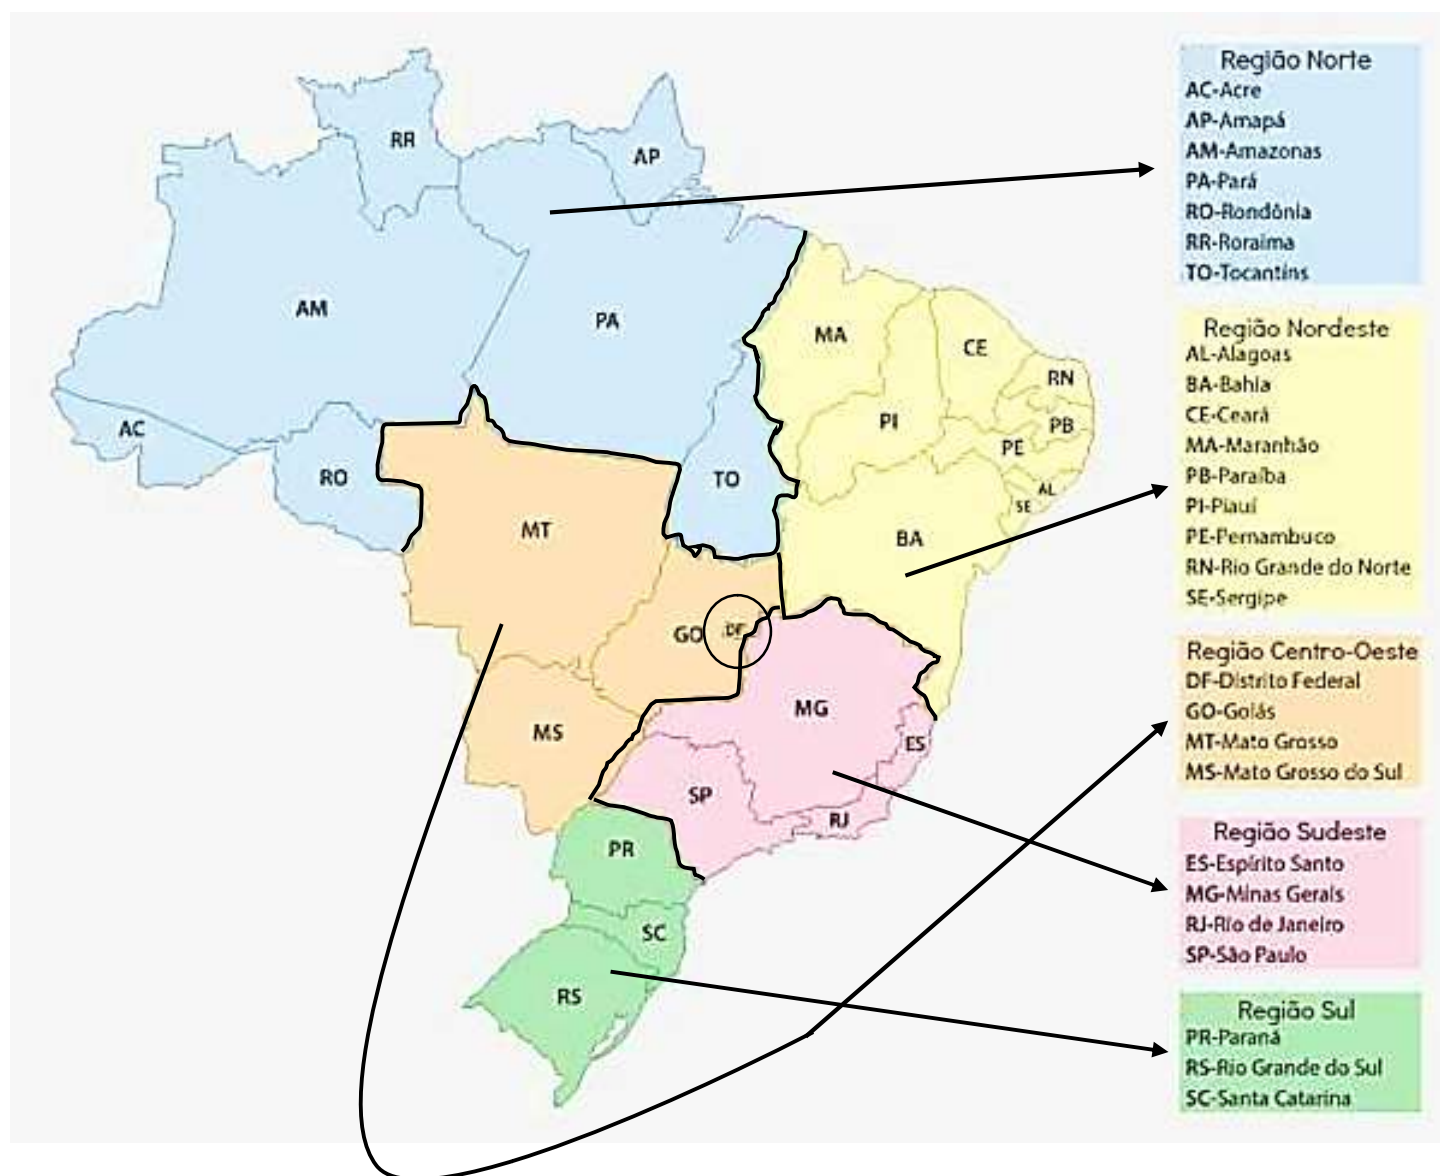 RR
AP
AM
PA
MA
CE
RN
PI
PB
PE
AC
RO
TO
AL
SE
MT
BA
GO
DF
MG
MS
ES
SP
RJ
PR
SC
RS
Região Norte
AC-Acre
AP-Amapá
AM-Amazonas
PA-Pará
RO-Rondônia
RR-Roraima
TO-Tocantins
Região Nordeste
AL-Alagoas
BA-Bahia
CE-Ceará
MA-Maranhão
PB-Paraíba
PI-Piauí
PE-Pernambuco
RN-Rio Grande do Norte
SE-Sergipe
Região Centro-Oeste
DF-Distrito Federal
GO-Goiás
MT-Mato Grosso
MS-Mato Grosso do Sul
Região Sudeste
ES-Espírito Santo
MG-Minas Gerais
RJ-Rio de Janeiro
SP-São Paulo
Região Sul
PR-Paraná
RS-Rio Grande do Sul
SC-Santa Catarina